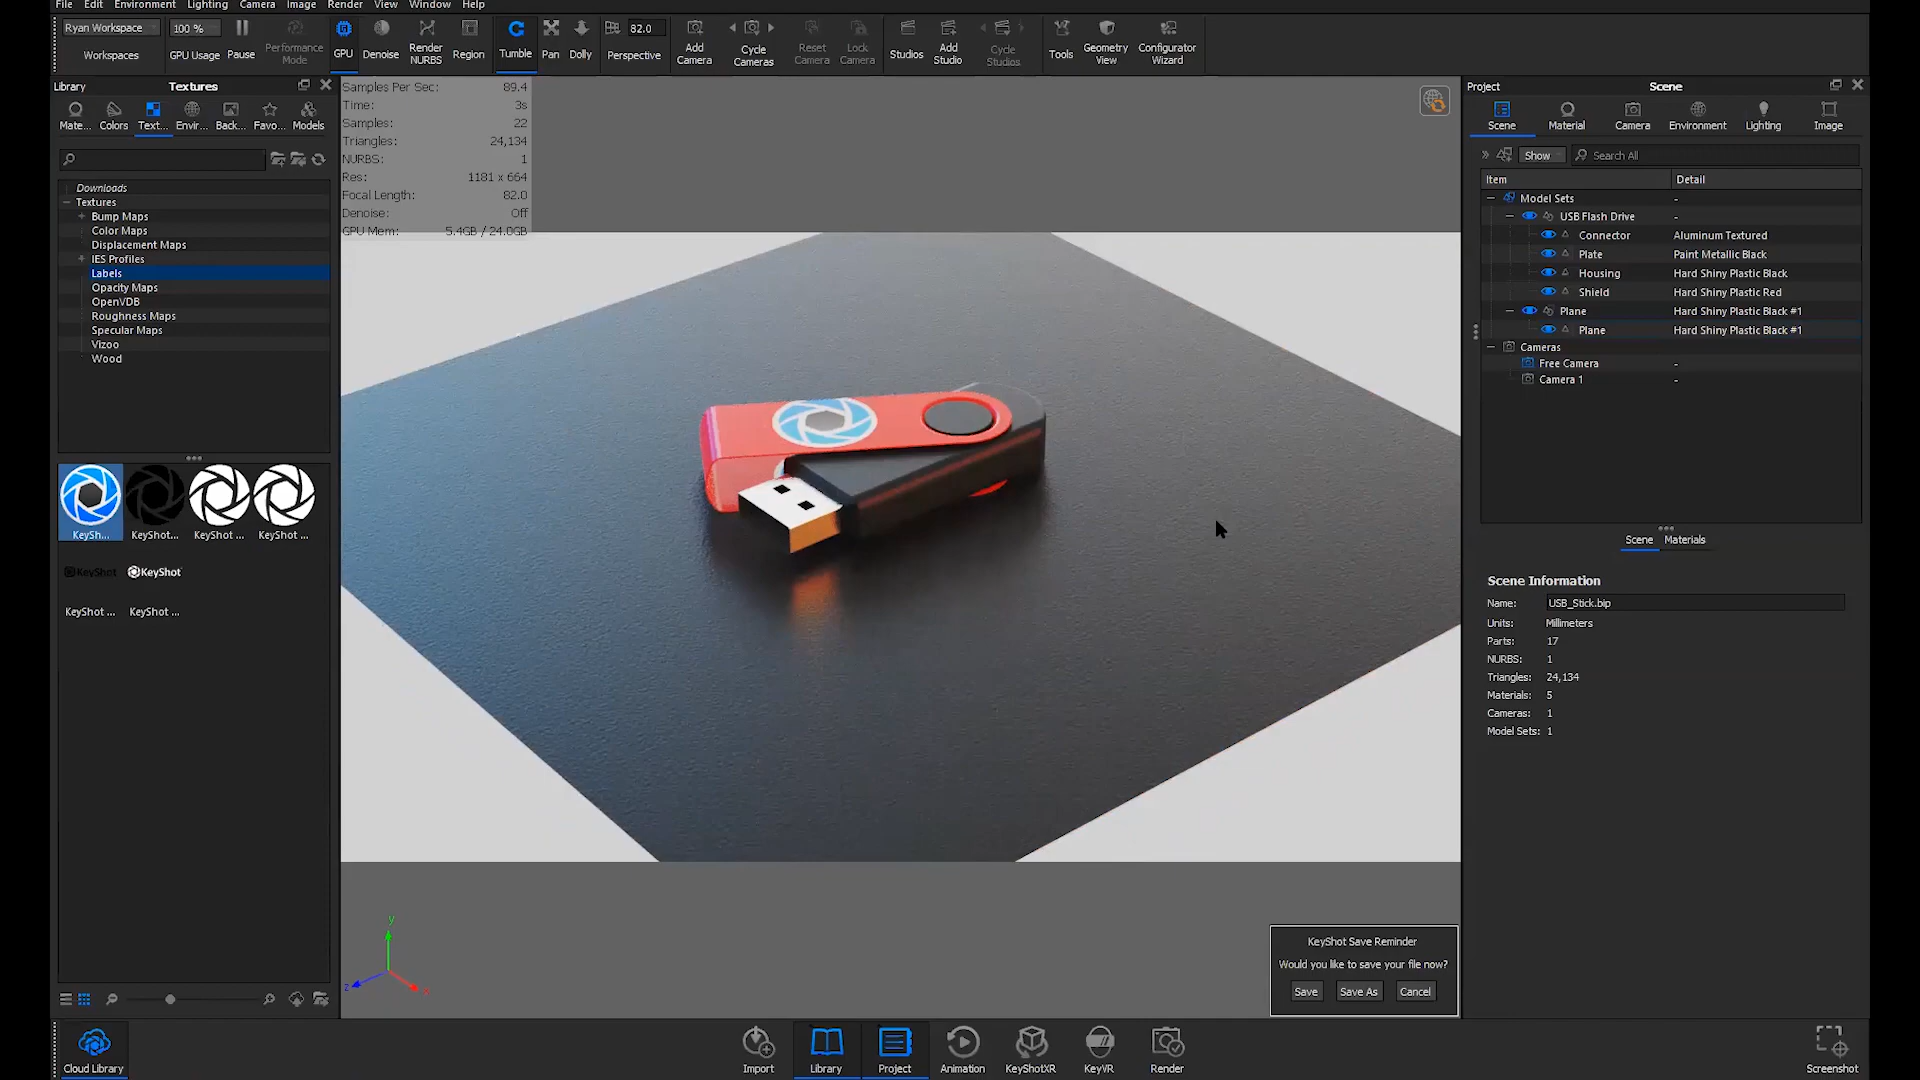 File Edit Environment Lighting Camera Image Render View Window Help
Ryan Workspace 100 % 82.0
Workspaces GPU Usage Pause Performance Mode GPU Denoise Render NURBS Region Tumble Pan Dolly Perspective Add Camera Cycle Cameras Reset Camera Lock Camera Studios Add Studio Cycle Studios Tools Geometry View Configurator Wizard
Library Textures
Mate... Colors Text... Envir... Back... Favo... Models
Downloads
Textures
Bump Maps
Color Maps
Displacement Maps
IES Profiles
Labels
Opacity Maps
OpenVDB
Roughness Maps
Specular Maps
Vizoo
Wood
KeySh... KeyShot... KeyShot ... KeyShot ...
KeyShot KeyShot
KeyShot ... KeyShot ...
Samples Per Sec: 89.4
Time: 3s
Samples: 22
Triangles: 24,134
NURBS: 1
Res: 1181 x 664
Focal Length: 82.0
Denoise: Off
GPU Mem: 5.4GB / 24.0GB
y
z
x
KeyShot Save Reminder
Would you like to save your file now?
Save Save As Cancel
Project Scene
Scene Material Camera Environment Lighting Image
Show Search All
Item Detail
Model Sets -
USB Flash Drive -
Connector Aluminum Textured
Plate Paint Metallic Black
Housing Hard Shiny Plastic Black
Shield Hard Shiny Plastic Red
Plane Hard Shiny Plastic Black #1
Plane Hard Shiny Plastic Black #1
Cameras
Free Camera -
Camera 1 -
Scene Materials
Scene Information
Name: USB_Stick.bip
Units: Millimeters
Parts: 17
NURBS: 1
Triangles: 24,134
Materials: 5
Cameras: 1
Model Sets: 1
Cloud Library Import Library Project Animation KeyShotXR KeyVR Render Screenshot